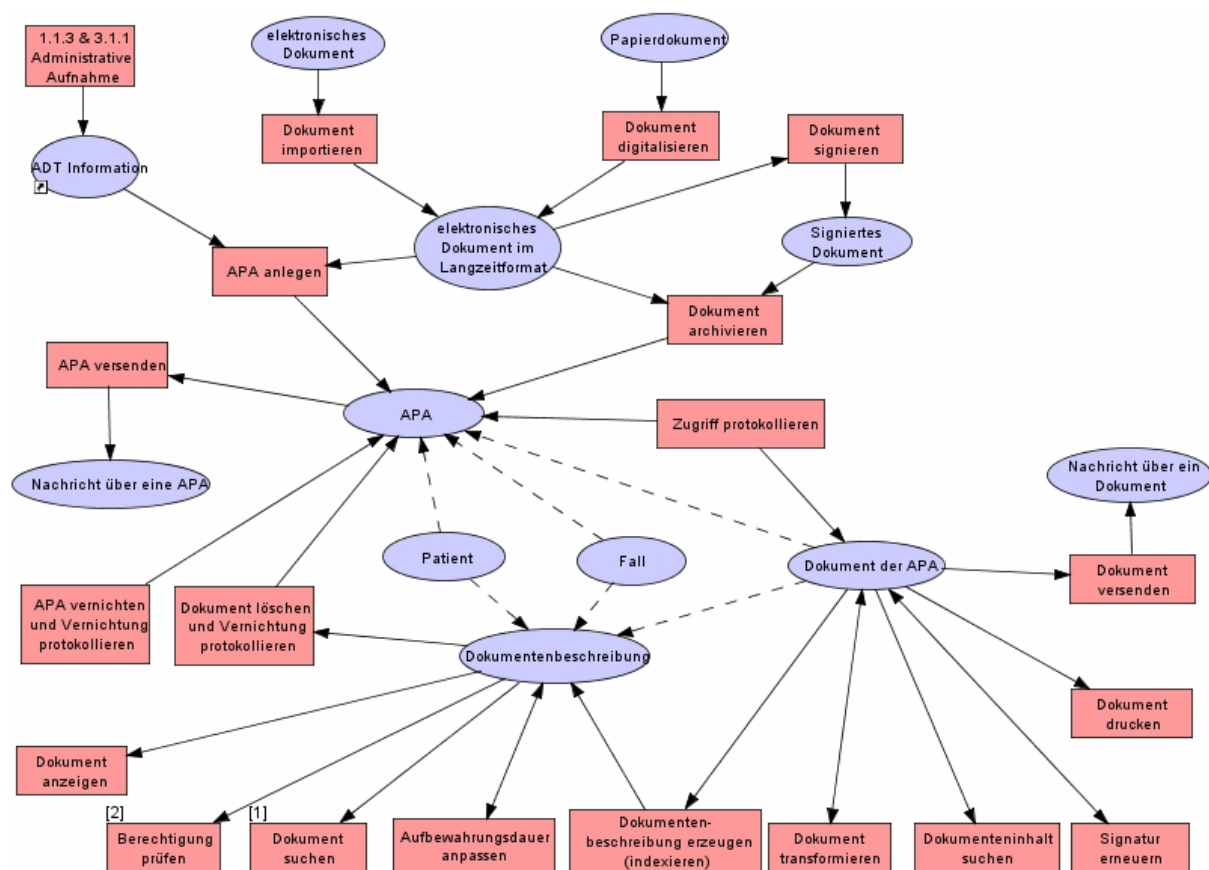 1.1.3 & 3.1.1
Administrative
Aufnahme
elektronisches
Dokument
Papierdokument
Dokument
importieren
Dokument
digitalisieren
Dokument
signieren
ADT Information
elektronisches
Dokument im
Langzeitformat
Signiertes
Dokument
APA anlegen
Dokument
archivieren
APA versenden
APA
Zugriff protokollieren
Nachricht über eine APA
Nachricht über ein
Dokument
Patient
Fall
Dokument der APA
Dokument
versenden
APA vernichten
und Vernichtung
protokollieren
Dokument löschen
und Vernichtung
protokollieren
Dokumentenbeschreibung
Dokument
drucken
Dokument
anzeigen
[2]
Berechtigung
prüfen
[1]
Dokument
suchen
Aufbewahrungsdauer
anpassen
Dokumenten-
beschreibung erzeugen
(indexieren)
Dokument
transformieren
Dokumenteninhalt
suchen
Signatur
erneuern